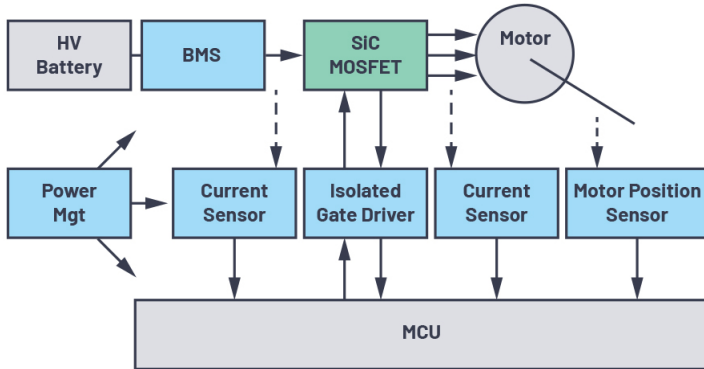 HV
Battery
BMS
SiC
MOSFET
Motor
Power
Mgt
Current
Sensor
Isolated
Gate Driver
Current
Sensor
Motor Position
Sensor
MCU